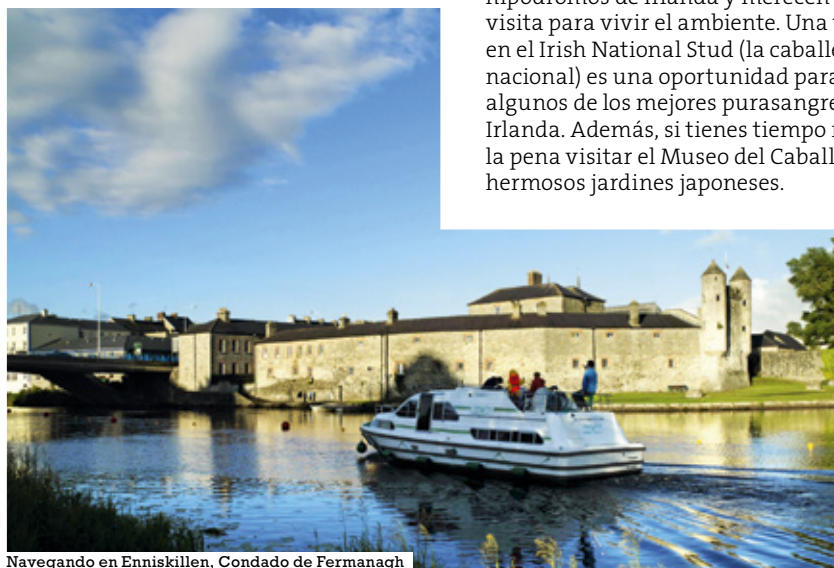 visita para vivir el ambiente. Una
en el Irish National Stud (la
nacional) es una oportunidad para
algunos de los mejores
Irlanda. Además, si tienes tiempo
la pena visitar el Museo del
hermosos jardines japoneses.
Navegando en Enniskillen, Condado de Fermanagh